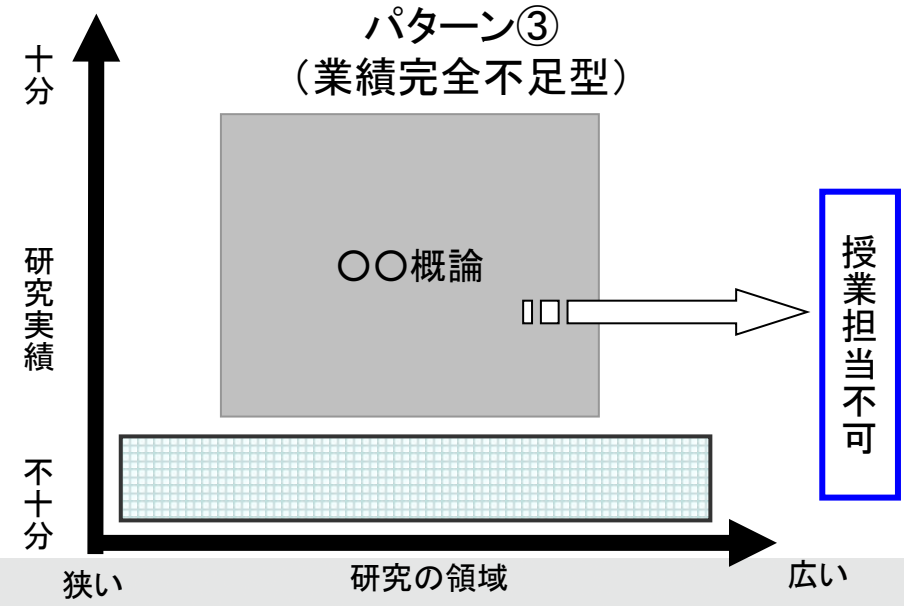 パターン③
（業績完全不足型）
十分
研究実績
不十分
〇〇概論
授業担当不可
狭い
研究の領域
広い